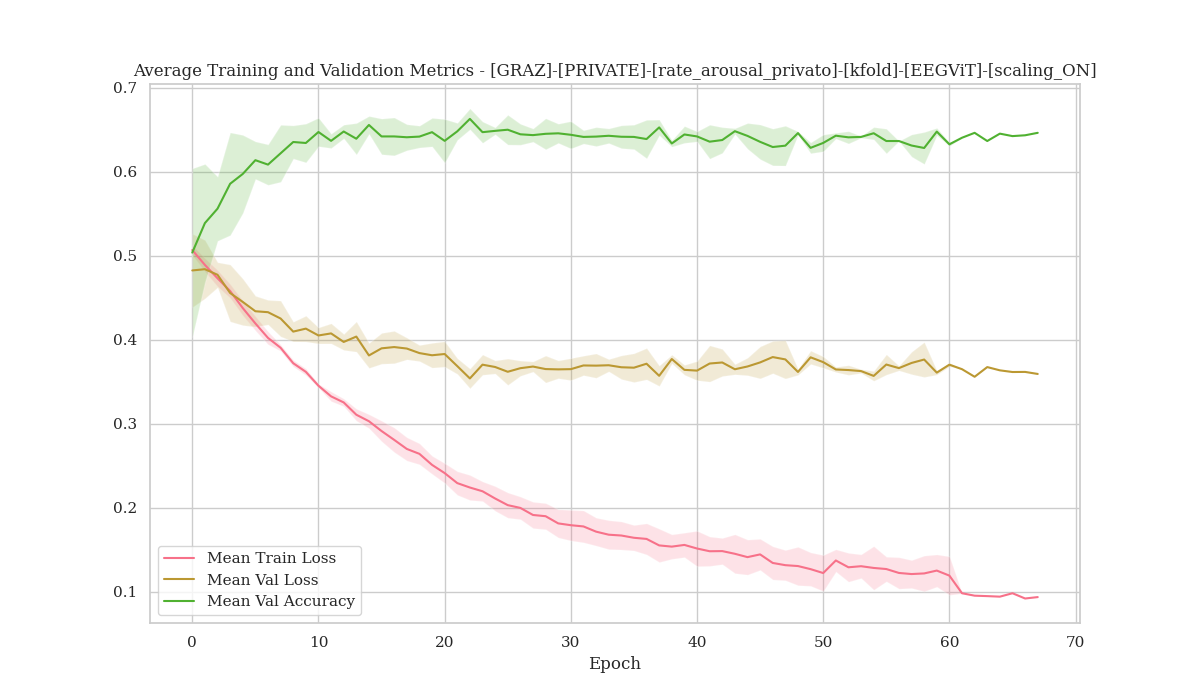 Average Training and Validation Metrics - [GRAZ]-[PRIVATE]-[rate_arousal_privato]-[kfold]-[EEGViT]-[scaling_ON]
0.7
0.6
0.5
0.4
0.3
0.2
0.1
Mean Train Loss
Mean Val Loss
Mean Val Accuracy
0 10 20 30 40 50 60 70
Epoch